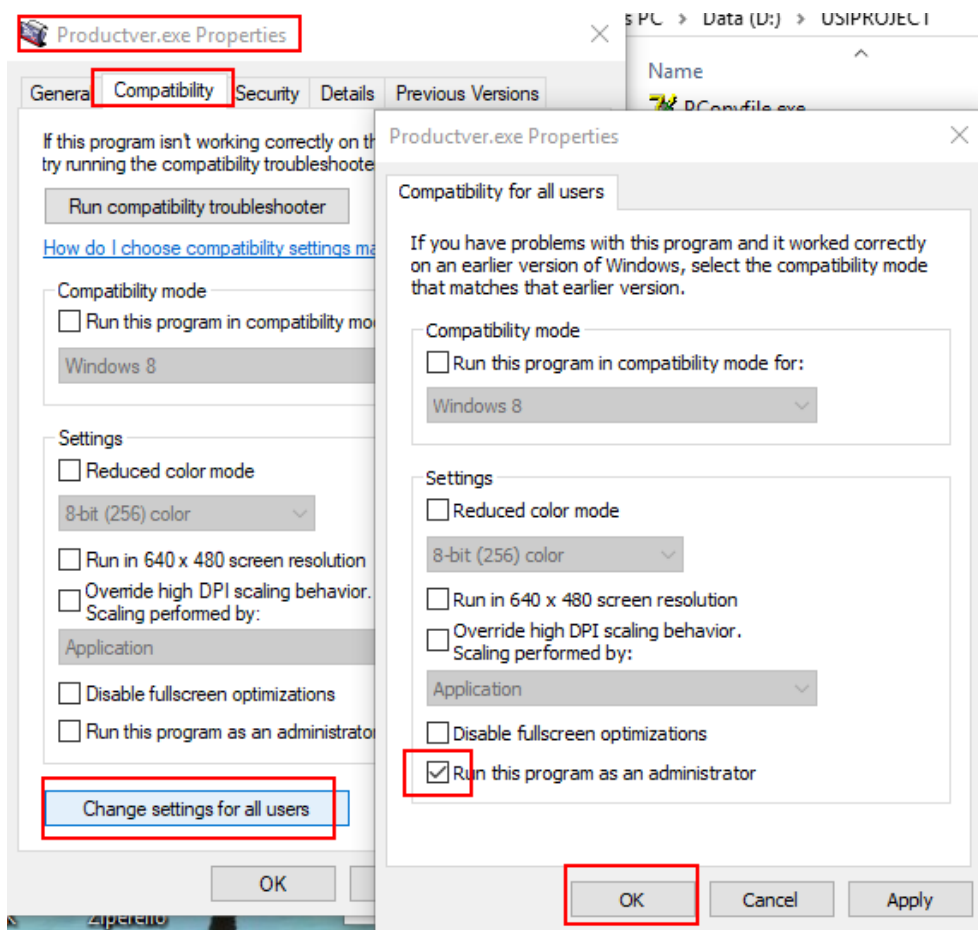 Productver.exe Properties
General
Compatibility
Security
Details
Previous Versions
If this program isn't working correctly on
try running the compatibility
Run compatibility troubleshooter
How do I choose compatibility settings
Compatibility mode
Run this program in compatibility
Windows 8
Settings
Reduced color mode
8-bit (256) color
Run in 640 x 480 screen resolution
Override high DPI scaling behavior.
Scaling performed by:
Application
Disable fullscreen optimizations
Run this program as an
Change settings for all users
OK
PC > Data (D:) > USIPROJECT
Name
PCopyfile.exe
Productver.exe Properties
Compatibility for all users
If you have problems with this program and it worked correctly
on an earlier version of Windows, select the compatibility mode
that matches that earlier version.
Compatibility mode
Run this program in compatibility mode for:
Windows 8
Settings
Reduced color mode
8-bit (256) color
Run in 640 x 480 screen resolution
Override high DPI scaling behavior.
Scaling performed by:
Application
Disable fullscreen optimizations
Run this program as an administrator
OK
Cancel
Apply